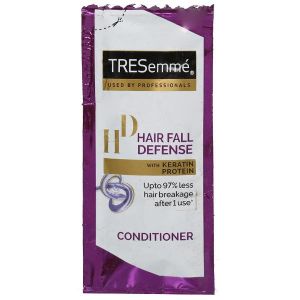 TRESemmé
USED BY PROFESSIONALS
HD HAIR FALL
DEFENSE
WITH KERATIN
PROTEIN
Upto 97% less
hair breakage
after 1 use*
CONDITIONER